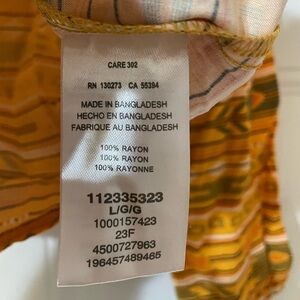 CARE 302
RN 130273 CA 55394
MADE IN BANGLADESH
HECHO EN BANGLADESH
FABRIQUE AU BANGLADESH
100% RAYON
100% RAYON
100% RAYONNE
112335323
L/G/G
1000157423
23F
4500727963
196457489465